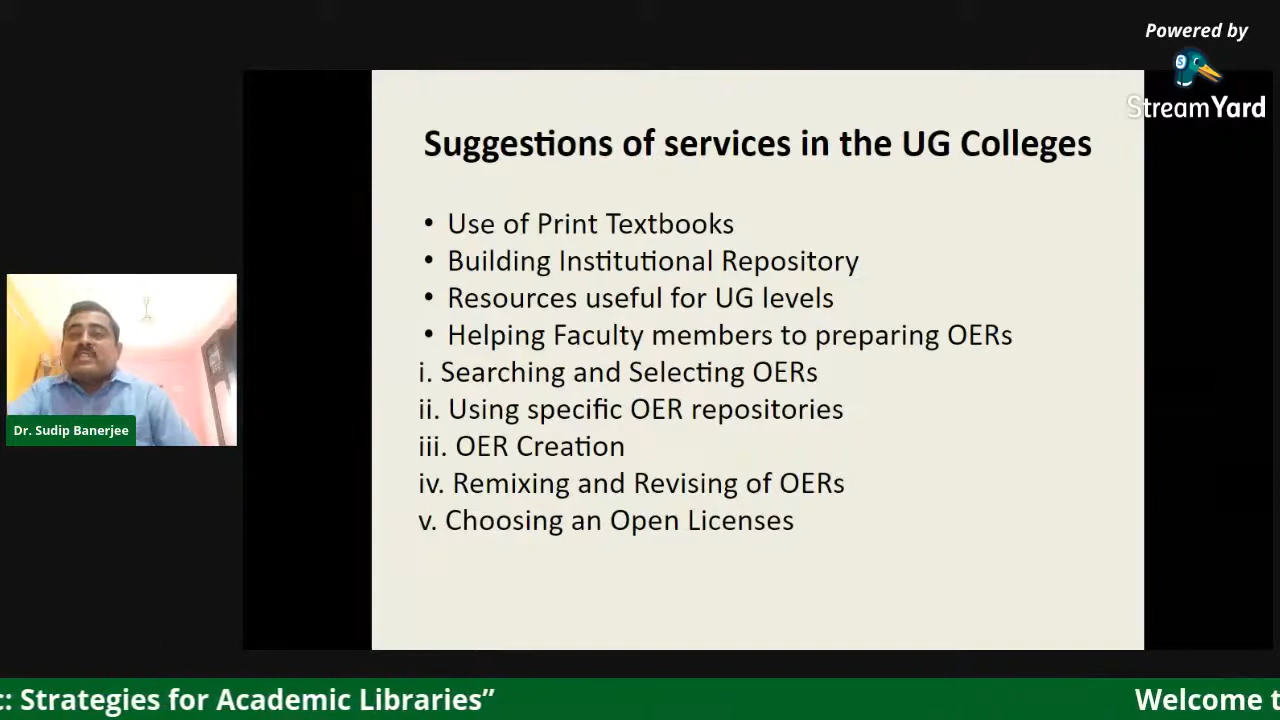 Powered by
StreamYard
Suggestions of services in the UG Colleges
• Use of Print Textbooks
• Building Institutional Repository
• Resources useful for UG levels
• Helping Faculty members to preparing OERs
i. Searching and Selecting OERs
ii. Using specific OER repositories
iii. OER Creation
iv. Remixing and Revising of OERs
v. Choosing an Open Licenses
Dr. Sudip Banerjee
c: Strategies for Academic Libraries” Welcome t